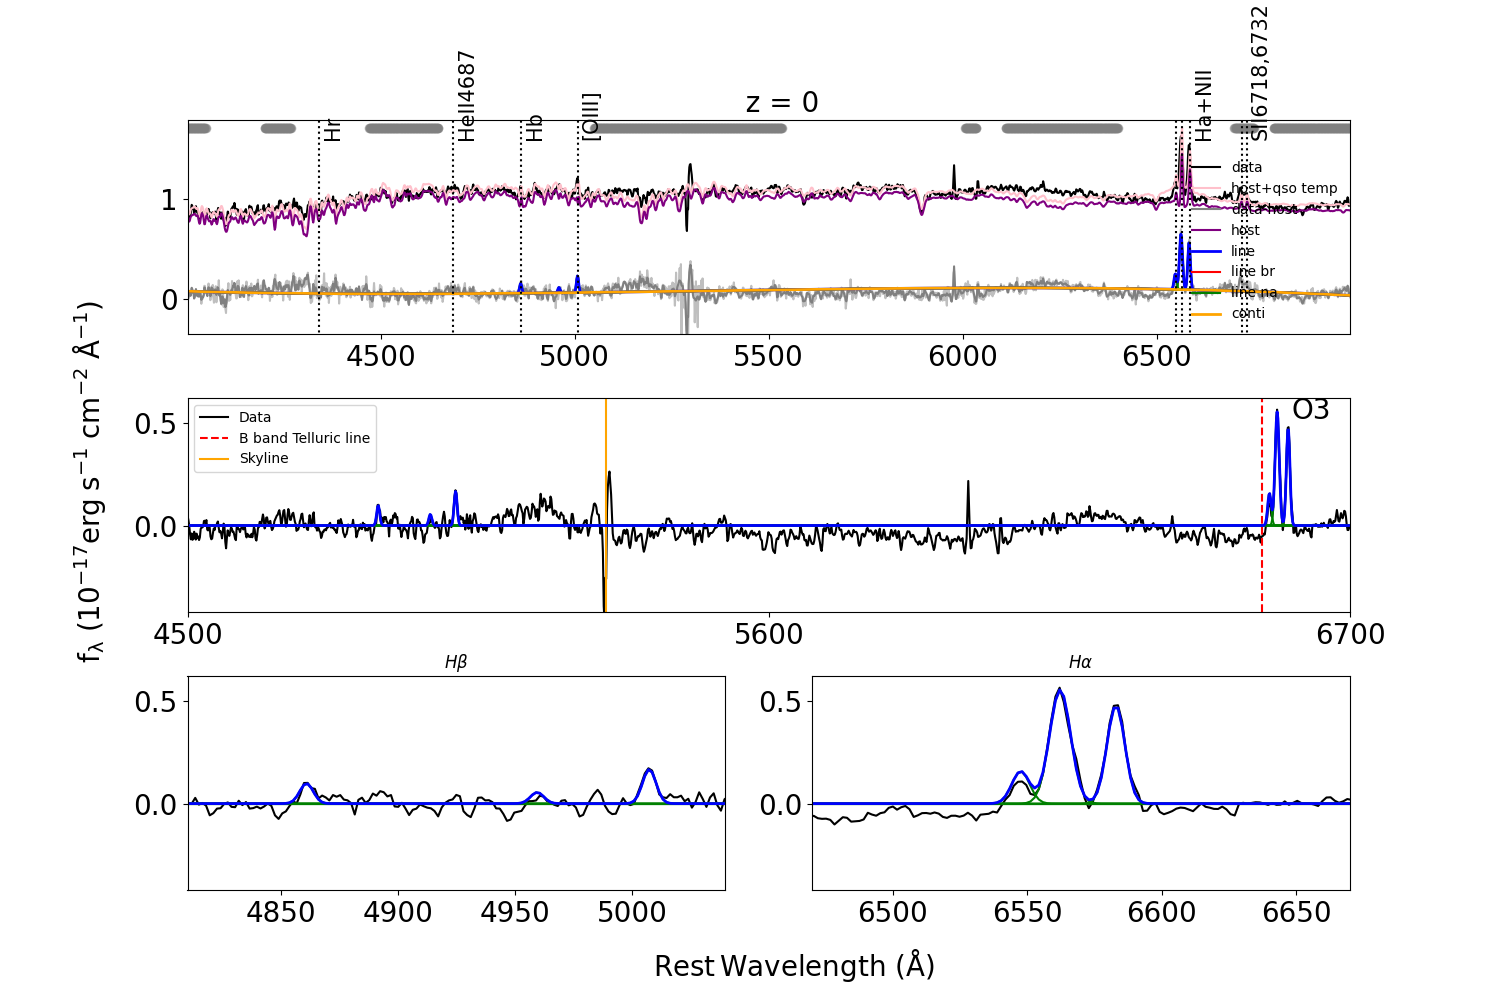 z = 0
Hr
HeII4687
Hb
[OIII]
Ha+NII
SII6718,6732
data
host+qso temp
data-host
host
line
line br
line na
conti
1
0
4500
5000
5500
6000
6500
fλ (10⁻¹⁷erg s⁻¹ cm⁻² Å⁻¹)
Data
B band Telluric line
Skyline
O3
0.5
0.0
4500
5600
6700
Hβ
0.5
0.0
4850
4900
4950
5000
Hα
0.5
0.0
6500
6550
6600
6650
Rest Wavelength (Å)